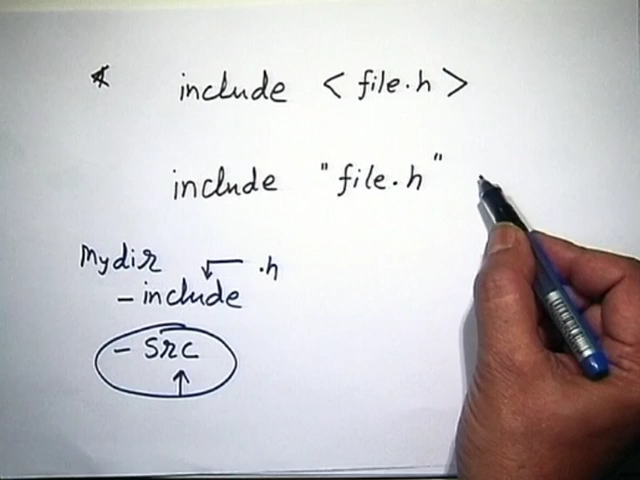 include <file.h>
include "file.h"
Mydir
.h
- include
- src